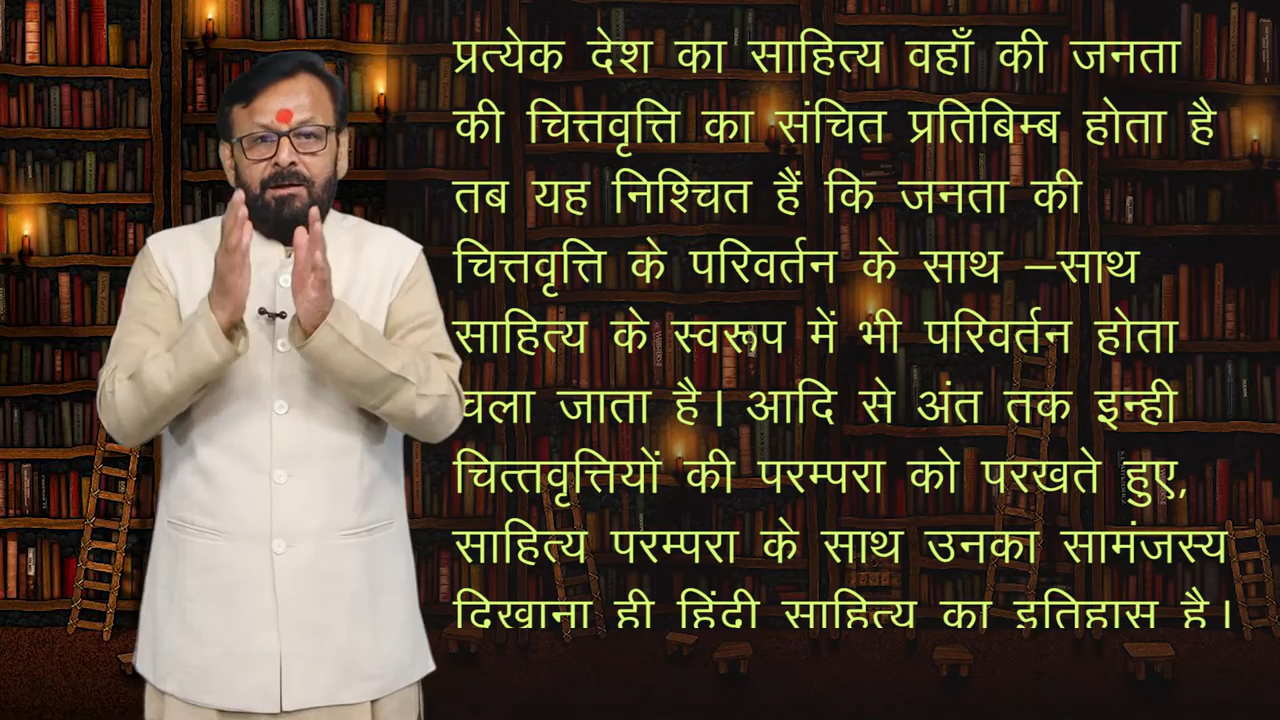 प्रत्येक देश का साहित्य वहाँ की जनता
की चित्तवृत्ति का संचित प्रतिबिम्ब होता है
तब यह निश्चित हैं कि जनता की
चित्तवृत्ति के परिवर्तन के साथ –साथ
साहित्य के स्वरूप में भी परिवर्तन होता
चला जाता है| आदि से अंत तक इन्ही
चित्तवृत्तियों की परम्परा को परखते हुए,
साहित्य परम्परा के साथ उनका सामंजस्य
दिखाना ही हिंदी साहित्य का इतिहास है।